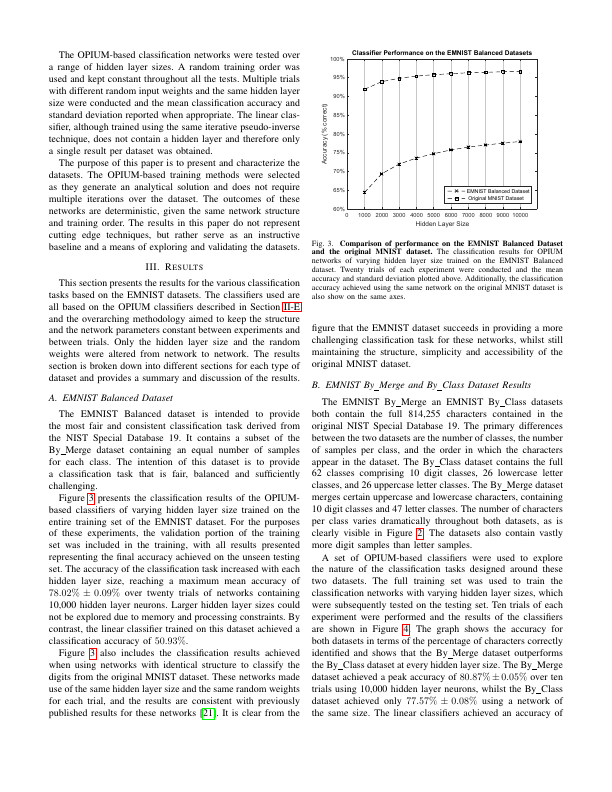 The OPIUM-based classification networks were tested over
a range of hidden layer sizes. A random training order was
used and kept constant throughout all the tests. Multiple trials
with different random input weights and the same hidden layer
size were conducted and the mean classification accuracy and
standard deviation reported when appropriate. The linear clas-
sifier, although trained using the same iterative pseudo-inverse
technique, does not contain a hidden layer and therefore only
a single result per dataset was obtained.
The purpose of this paper is to present and characterize the
datasets. The OPIUM-based training methods were selected
as they generate an analytical solution and does not require
multiple iterations over the dataset. The outcomes of these
networks are deterministic, given the same network structure
and training order. The results in this paper do not represent
cutting edge techniques, but rather serve as an instructive
baseline and a means of exploring and validating the datasets.
III. RESULTS
This section presents the results for the various classification
tasks based on the EMNIST datasets. The classifiers used are
all based on the OPIUM classifiers described in Section II-E
and the overarching methodology aimed to keep the structure
and the network parameters constant between experiments and
between trials. Only the hidden layer size and the random
weights were altered from network to network. The results
section is broken down into different sections for each type of
dataset and provides a summary and discussion of the results.
A. EMNIST Balanced Dataset
The EMNIST Balanced dataset is intended to provide
the most fair and consistent classification task derived from
the NIST Special Database 19. It contains a subset of the
By_Merge dataset containing an equal number of samples
for each class. The intention of this dataset is to provide
a classification task that is fair, balanced and sufficiently
challenging.
Figure 3 presents the classification results of the OPIUM-
based classifiers of varying hidden layer size trained on the
entire training set of the EMNIST dataset. For the purposes
of these experiments, the validation portion of the training
set was included in the training, with all results presented
representing the final accuracy achieved on the unseen testing
set. The accuracy of the classification task increased with each
hidden layer size, reaching a maximum mean accuracy of
78.02% ± 0.09% over twenty trials of networks containing
10,000 hidden layer neurons. Larger hidden layer sizes could
not be explored due to memory and processing constraints. By
contrast, the linear classifier trained on this dataset achieved a
classification accuracy of 50.93%.
Figure 3 also includes the classification results achieved
when using networks with identical structure to classify the
digits from the original MNIST dataset. These networks made
use of the same hidden layer size and the same random weights
for each trial, and the results are consistent with previously
published results for these networks [21]. It is clear from the
Classifier Performance on the EMNIST Balanced Datasets
100%
95%
90%
85%
80%
75%
70%
65%
60%
Accuracy (% correct)
EMNIST Balanced Dataset
Original MNIST Dataset
0 1000 2000 3000 4000 5000 6000 7000 8000 9000 10000
Hidden Layer Size
Fig. 3. Comparison of performance on the EMNIST Balanced Dataset
and the original MNIST dataset. The classification results for OPIUM
networks of varying hidden layer size trained on the EMNIST Balanced
dataset. Twenty trials of each experiment were conducted and the mean
accuracy and standard deviation plotted above. Additionally, the classification
accuracy achieved using the same network on the original MNIST dataset is
also show on the same axes.
figure that the EMNIST dataset succeeds in providing a more
challenging classification task for these networks, whilst still
maintaining the structure, simplicity and accessibility of the
original MNIST dataset.
B. EMNIST By_Merge and By_Class Dataset Results
The EMNIST By_Merge an EMNIST By_Class datasets
both contain the full 814,255 characters contained in the
original NIST Special Database 19. The primary differences
between the two datasets are the number of classes, the number
of samples per class, and the order in which the characters
appear in the dataset. The By_Class dataset contains the full
62 classes comprising 10 digit classes, 26 lowercase letter
classes, and 26 uppercase letter classes. The By_Merge dataset
merges certain uppercase and lowercase characters, containing
10 digit classes and 47 letter classes. The number of characters
per class varies dramatically throughout both datasets, as is
clearly visible in Figure 2. The datasets also contain vastly
more digit samples than letter samples.
A set of OPIUM-based classifiers were used to explore
the nature of the classification tasks designed around these
two datasets. The full training set was used to train the
classification networks with varying hidden layer sizes, which
were subsequently tested on the testing set. Ten trials of each
experiment were performed and the results of the classifiers
are shown in Figure 4. The graph shows the accuracy for
both datasets in terms of the percentage of characters correctly
identified and shows that the By_Merge dataset outperforms
the By_Class dataset at every hidden layer size. The By_Merge
dataset achieved a peak accuracy of 80.87%±0.05% over ten
trials using 10,000 hidden layer neurons, whilst the By_Class
dataset achieved only 77.57% ± 0.08% using a network of
the same size. The linear classifiers achieved an accuracy of